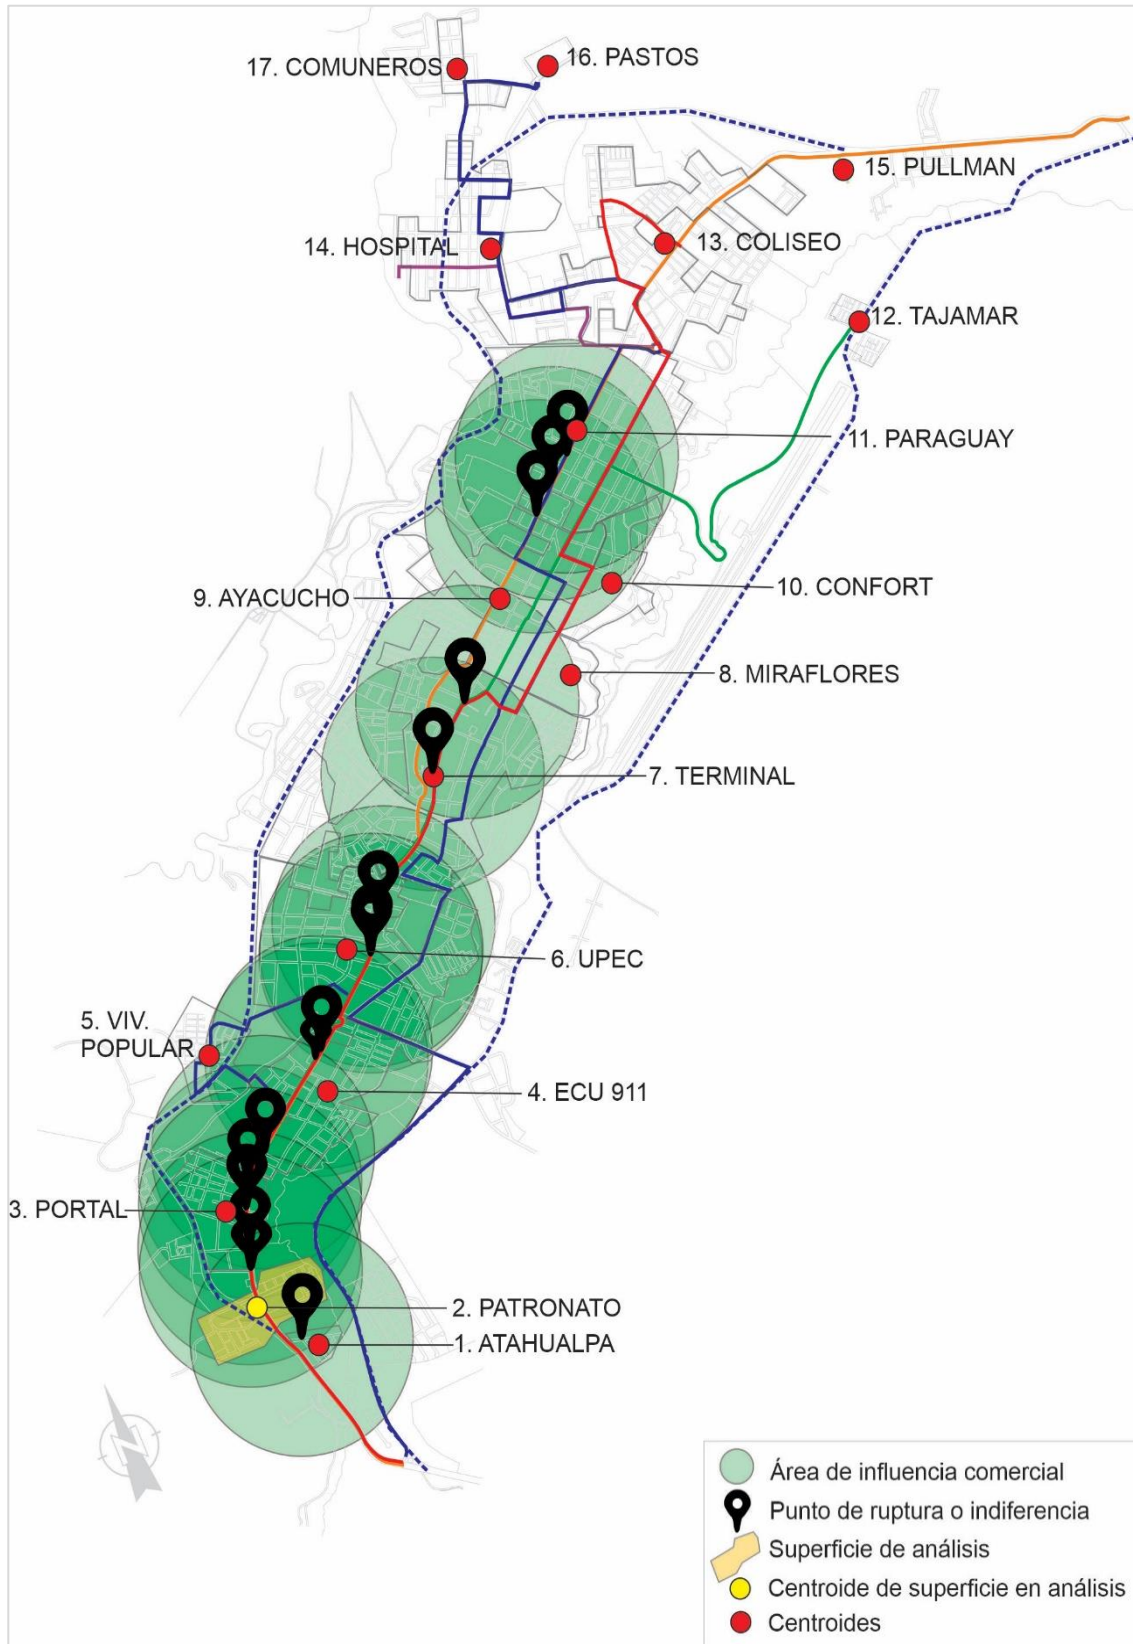 17. COMUNEROS
16. PASTOS
15. PULLMAN
14. HOSPITAL
13. COLISEO
12. TAJAMAR
11. PARAGUAY
10. CONFORT
9. AYACUCHO
8. MIRAFLORES
7. TERMINAL
6. UPEC
5. VIV.
POPULAR
4. ECU 911
3. PORTAL
2. PATRONATO
1. ATAHUALPA
Área de influencia comercial
Punto de ruptura o indiferencia
Superficie de análisis
Centroide de superficie en análisis
Centroides